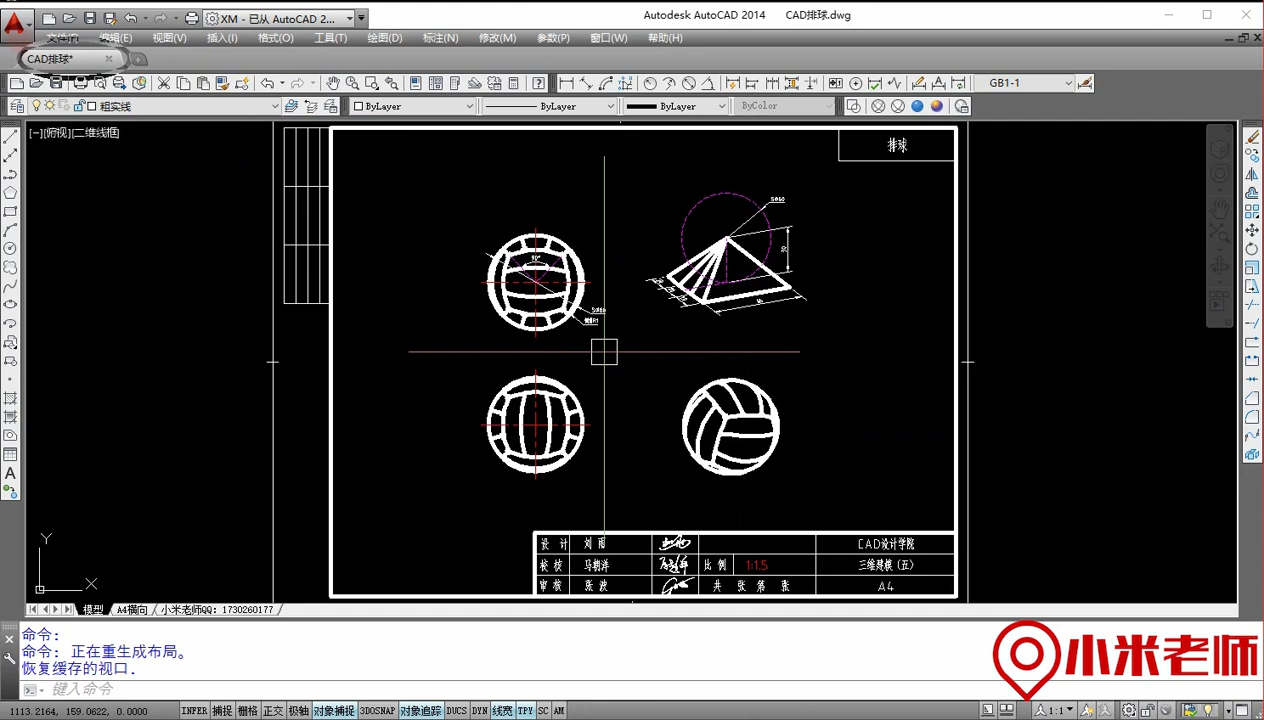 XM - 已从 AutoCAD 2...
Autodesk AutoCAD 2014 CAD排球.dwg
文件(F) 编辑(E) 视图(V) 插入(I) 格式(O) 工具(T) 绘图(D) 标注(N) 修改(M) 参数(P) 窗口(W) 帮助(H)
CAD排球*
GB1-1
粗实线 ByLayer ByLayer ByLayer ByColor
[-][俯视][二维线框]
排球
90°
设 计 刘 雨 CAD设计学院
校 核 马朝洋 比 例 1:1.5 三维建模（五）
审 核 张 波 共 张 第 张 A4
Y
X
模型 A4横向 小米老师QQ: 1730260177
命令:
命令: 正在重生成布局。
恢复缓存的视口.
键入命令
小米老师
1113.2164, 159.0622, 0.0000 INFER 捕捉 栅格 正交 极轴 对象捕捉 3DOSNAP 对象追踪 DUCS DYN 线宽 TPY SC AM 1:1